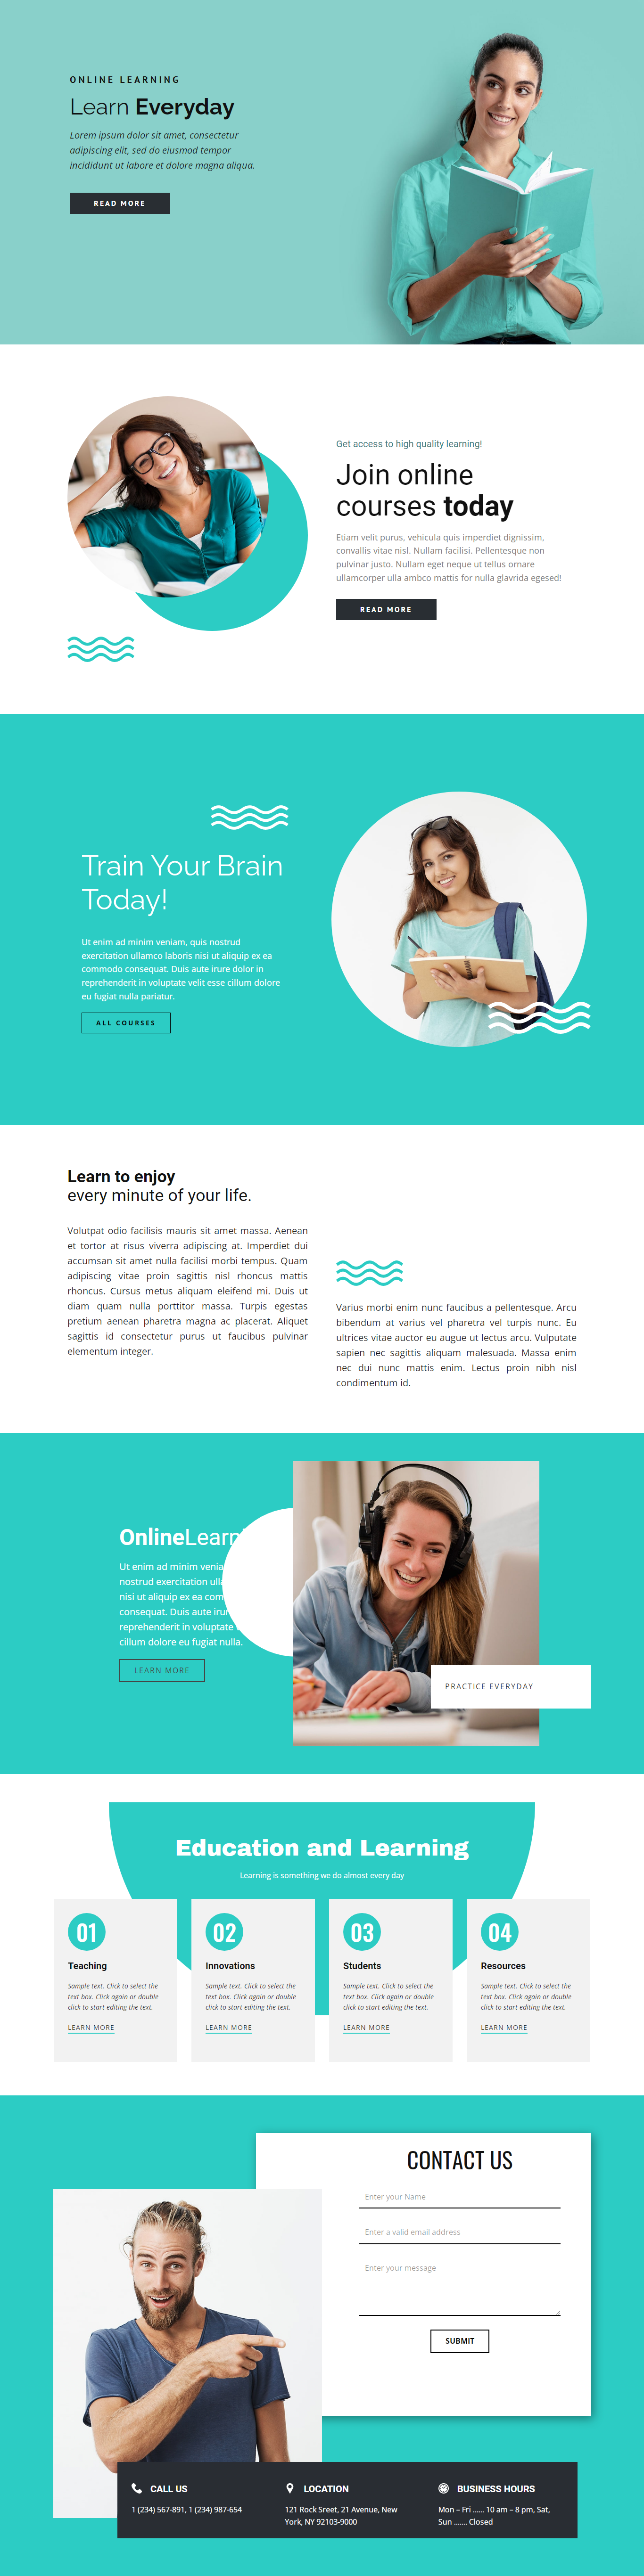 ONLINE LEARNING
Learn Everyday
Lorem ipsum dolor sit amet, consectetur
adipiscing elit, sed do eiusmod tempor
incididunt ut labore et dolore magna aliqua.
READ MORE
Get access to high quality learning!
Join online
courses today
Etiam velit purus, vehicula quis imperdiet dignissim,
convallis vitae nisl. Nullam facilisi. Pellentesque non
pulvinar justo. Nullam eget neque ut tellus ornare
ullamcorper ulla ambco mattis for nulla glavrida egesed!
READ MORE
Train Your Brain
Today!
Ut enim ad minim veniam, quis nostrud
exercitation ullamco laboris nisi ut aliquip ex ea
commodo consequat. Duis aute irure dolor in
reprehenderit in voluptate velit esse cillum dolore
eu fugiat nulla pariatur.
ALL COURSES
Learn to enjoy
every minute of your life.
Volutpat odio facilisis mauris sit amet massa. Aenean
et tortor at risus viverra adipiscing at. Imperdiet dui
accumsan sit amet nulla facilisi morbi tempus. Quam
adipiscing vitae proin sagittis nisl rhoncus mattis
rhoncus. Cursus metus aliquam eleifend mi. Duis ut
diam quam nulla porttitor massa. Turpis egestas
pretium aenean pharetra magna ac placerat. Aliquet
sagittis id consectetur purus ut faucibus pulvinar
elementum integer.
Varius morbi enim nunc faucibus a pellentesque. Arcu
bibendum at varius vel pharetra vel turpis nunc. Eu
ultrices vitae auctor eu augue ut lectus arcu. Vulputate
sapien nec sagittis aliquam malesuada. Massa enim
nec dui nunc mattis enim. Lectus proin nibh nisl
condimentum id.
OnlineLearn
Ut enim ad minim
nostrud exercitation
nisi ut aliquip ex ea
consequat. Duis aute
reprehenderit in voluptate
cillum dolore eu fugiat nulla.
LEARN MORE
PRACTICE EVERYDAY
Education and Learning
Learning is something we do almost every day
01
Teaching
Sample text. Click to select the
text box. Click again or double
click to start editing the text.
LEARN MORE
02
Innovations
Sample text. Click to select the
text box. Click again or double
click to start editing the text.
LEARN MORE
03
Students
Sample text. Click to select the
text box. Click again or double
click to start editing the text.
LEARN MORE
04
Resources
Sample text. Click to select the
text box. Click again or double
click to start editing the text.
LEARN MORE
CONTACT US
Enter your Name
Enter a valid email address
Enter your message
SUBMIT
CALL US
1 (234) 567-891, 1 (234) 987-654
LOCATION
121 Rock Sreet, 21 Avenue, New
York, NY 92103-9000
BUSINESS HOURS
Mon – Fri ...... 10 am – 8 pm, Sat,
Sun ....... Closed